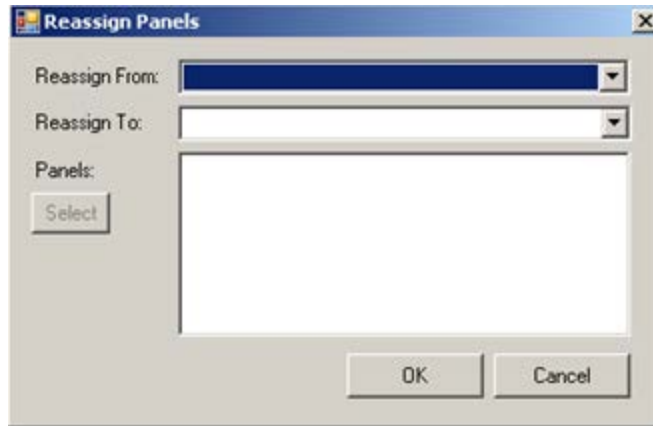 Reassign Panels
Reassign From:
Reassign To:
Panels:
Select
OK Cancel